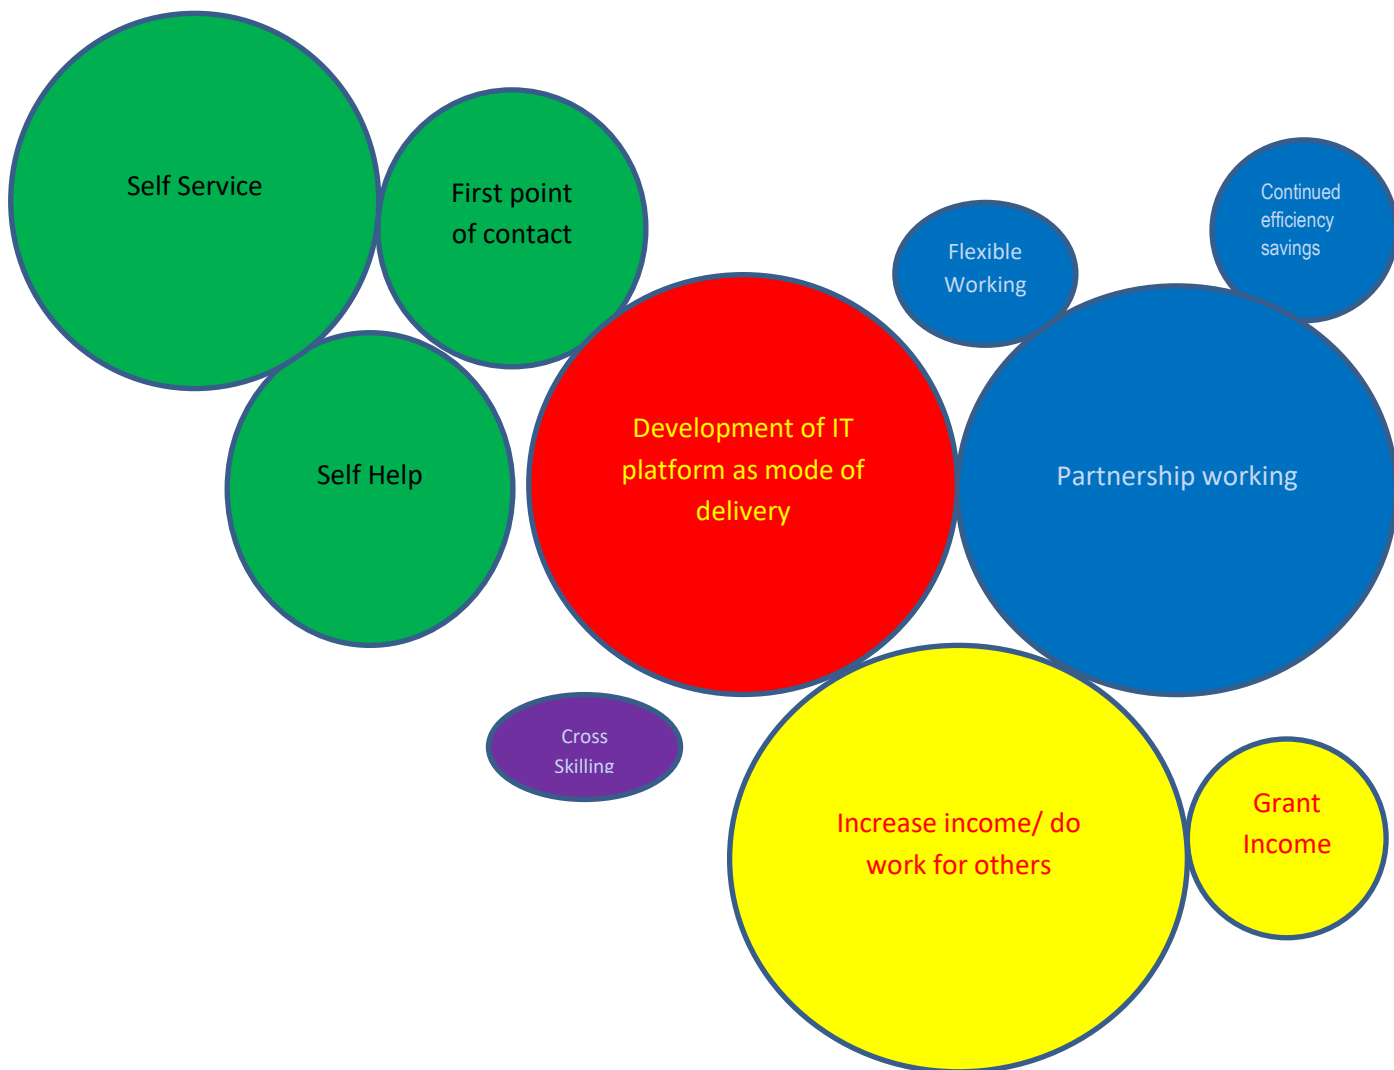 Self Service
First point
of contact
Continued
efficiency
savings
Flexible
Working
Development of IT
platform as mode of
delivery
Self Help
Partnership working
Cross
Skilling
Increase income/ do
work for others
Grant
Income